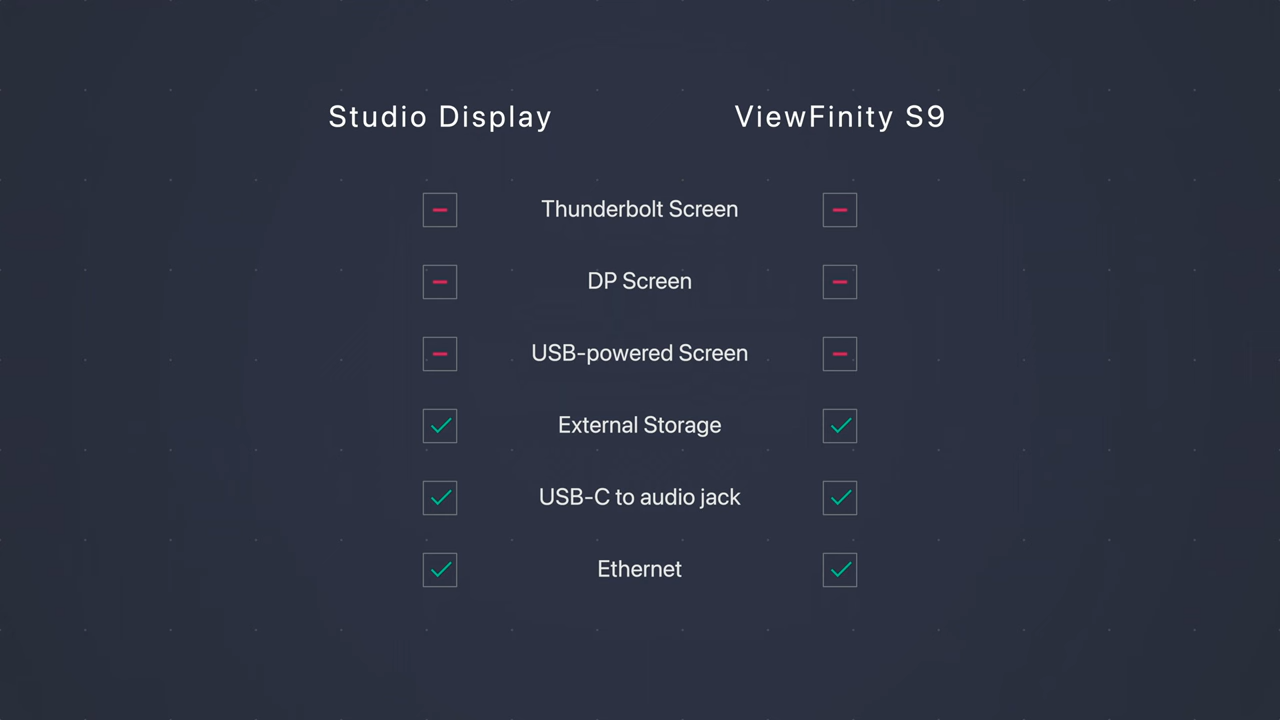 Studio Display
ViewFinity S9
Thunderbolt Screen
DP Screen
USB-powered Screen
External Storage
USB-C to audio jack
Ethernet